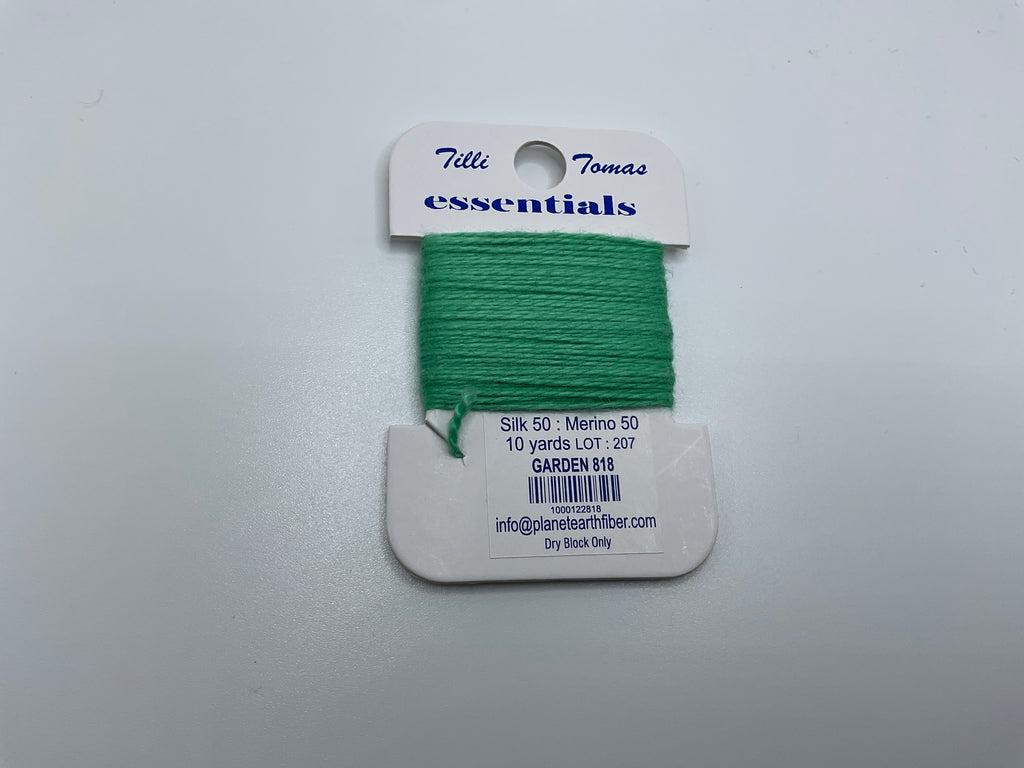 Tilli Tomas
essentials
Silk 50 : Merino 50
10 yards LOT : 207
GARDEN 818
1000122818
info@planetearthfiber.com
Dry Block Only